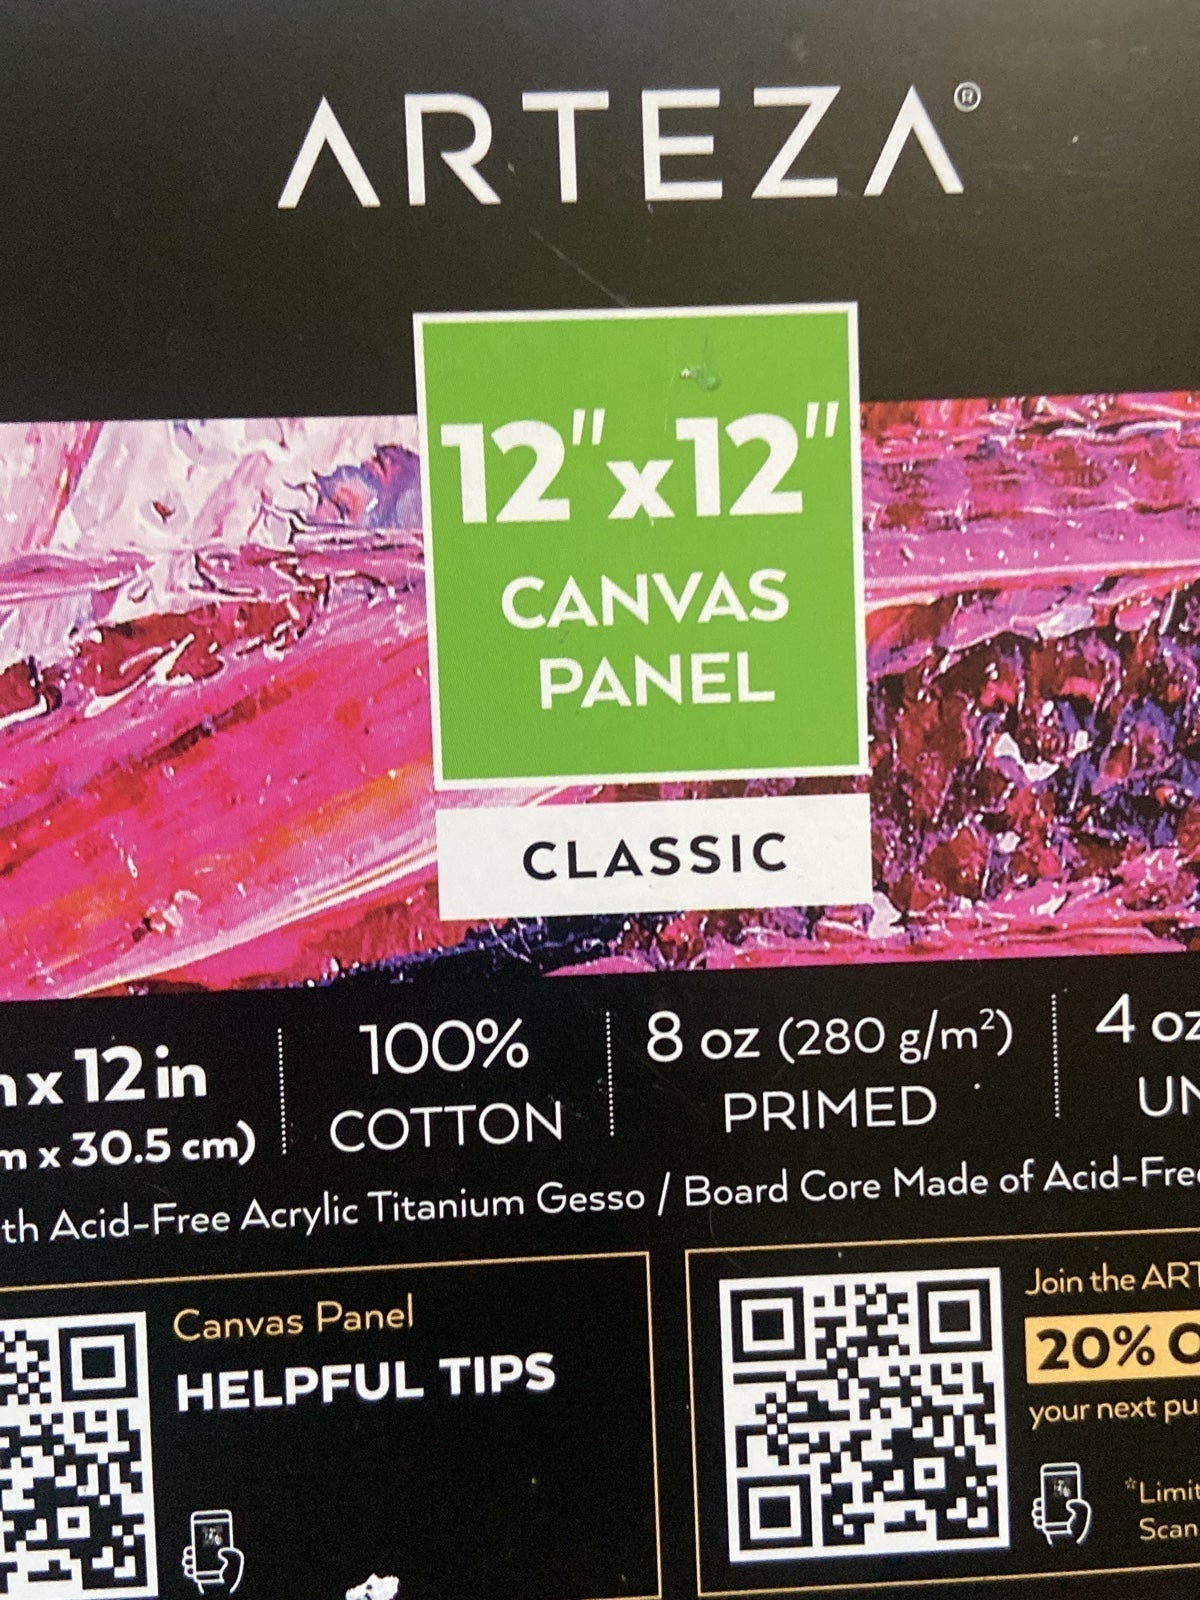 ARTEZA®
12"x12"
CANVAS
PANEL
CLASSIC
x 12 in
x 30.5 cm)
100%
COTTON
8 oz (280 g/m²)
PRIMED
4 oz
Acid-Free Acrylic Titanium Gesso / Board Core Made of Acid-Free
Canvas Panel
HELPFUL TIPS
Join the
20%
your next